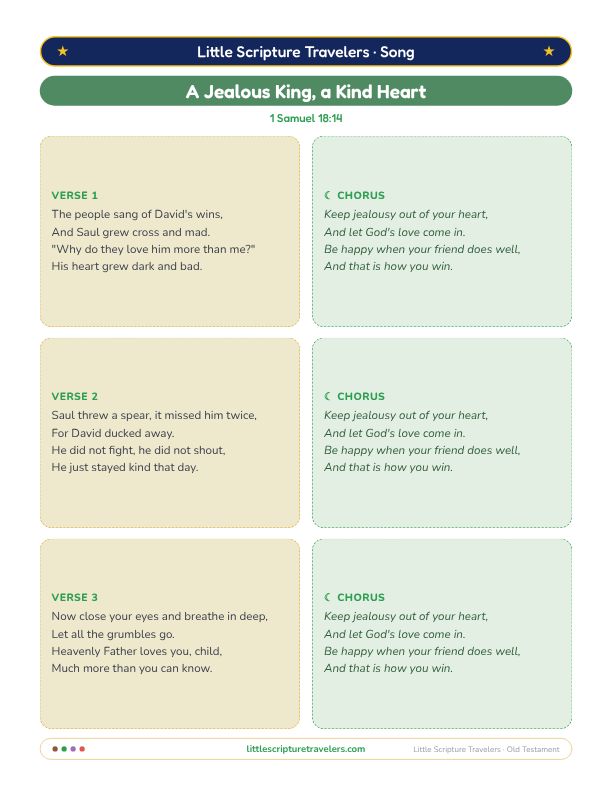 Little Scripture Travelers · Song
A Jealous King, a Kind Heart
1 Samuel 18:14
VERSE 1
The people sang of David's wins,
And Saul grew cross and mad.
"Why do they love him more than me?"
His heart grew dark and bad.
☾ CHORUS
Keep jealousy out of your heart,
And let God's love come in.
Be happy when your friend does well,
And that is how you win.
VERSE 2
Saul threw a spear, it missed him twice,
For David ducked away.
He did not fight, he did not shout,
He just stayed kind that day.
☾ CHORUS
Keep jealousy out of your heart,
And let God's love come in.
Be happy when your friend does well,
And that is how you win.
VERSE 3
Now close your eyes and breathe in deep,
Let all the grumbles go.
Heavenly Father loves you, child,
Much more than you can know.
☾ CHORUS
Keep jealousy out of your heart,
And let God's love come in.
Be happy when your friend does well,
And that is how you win.
littlescripturetravelers.com
Little Scripture Travelers · Old Testament